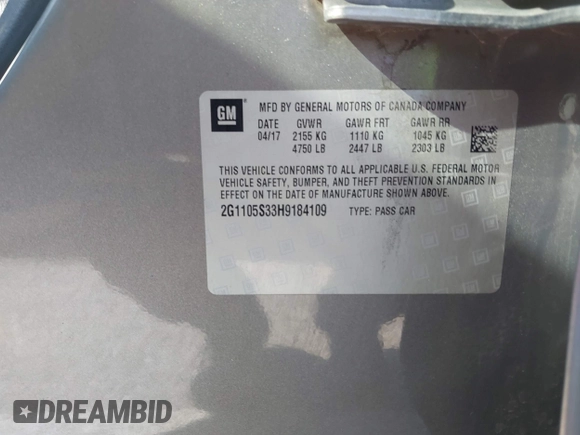 GM
MFD BY GENERAL MOTORS OF CANADA COMPANY
DATE GVWR GAWR FRT GAWR RR
04/17 2155 KG 1110 KG 1045 KG
4750 LB 2447 LB 2303 LB
THIS VEHICLE CONFORMS TO ALL APPLICABLE U.S. FEDERAL MOTOR
VEHICLE SAFETY, BUMPER, AND THEFT PREVENTION STANDARDS IN
EFFECT ON THE DATE OF MANUFACTURE SHOWN ABOVE.
2G1105S33H9184109 TYPE: PASS CAR
DREAMBID